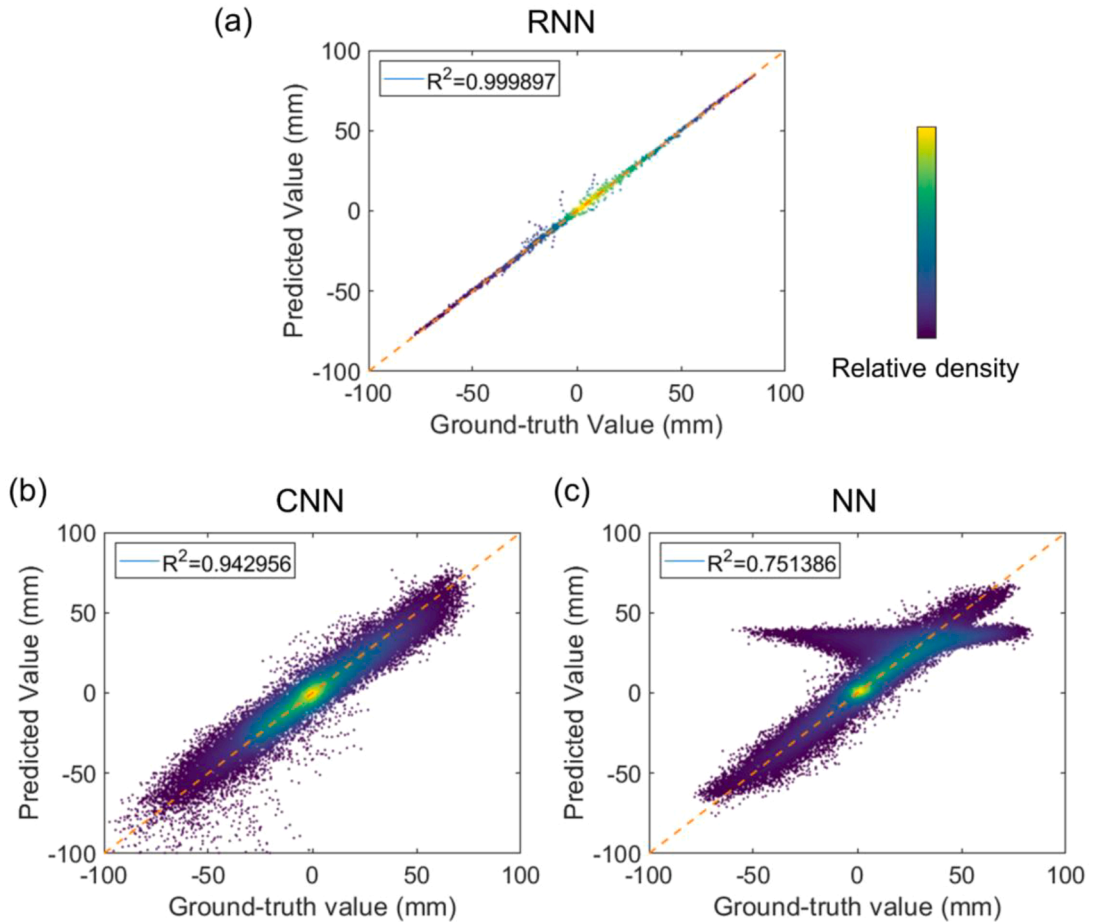 (a)
RNN
100
50
0
-50
-100
R²=0.999897
Predicted Value (mm)
-100 -50 0 50 100
Ground-truth Value (mm)
Relative density
(b)
CNN
100
50
0
-50
-100
R²=0.942956
Predicted Value (mm)
-100 -50 0 50 100
Ground-truth value (mm)
(c)
NN
100
50
0
-50
-100
R²=0.751386
Predicted Value (mm)
-100 -50 0 50 100
Ground-truth value (mm)